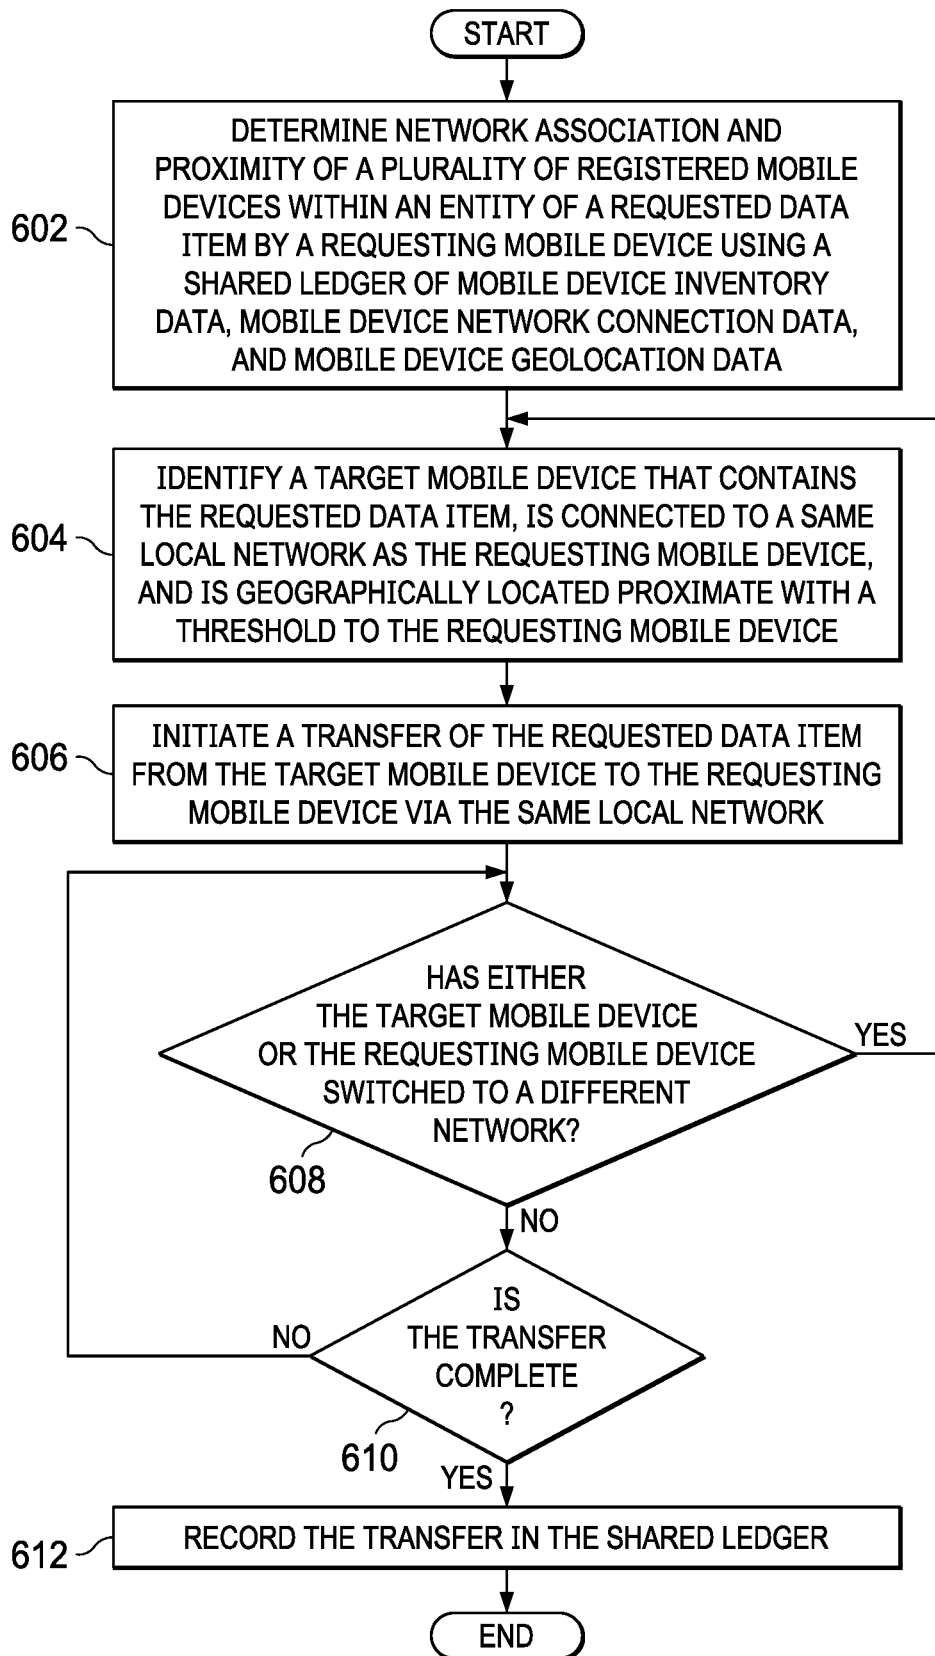 START
DETERMINE NETWORK ASSOCIATION AND
PROXIMITY OF A PLURALITY OF REGISTERED MOBILE
DEVICES WITHIN AN ENTITY OF A REQUESTED DATA
ITEM BY A REQUESTING MOBILE DEVICE USING A
SHARED LEDGER OF MOBILE DEVICE INVENTORY
DATA, MOBILE DEVICE NETWORK CONNECTION DATA,
AND MOBILE DEVICE GEOLOCATION DATA
602
IDENTIFY A TARGET MOBILE DEVICE THAT CONTAINS
THE REQUESTED DATA ITEM, IS CONNECTED TO A SAME
LOCAL NETWORK AS THE REQUESTING MOBILE DEVICE,
AND IS GEOGRAPHICALLY LOCATED PROXIMATE WITH A
THRESHOLD TO THE REQUESTING MOBILE DEVICE
604
INITIATE A TRANSFER OF THE REQUESTED DATA ITEM
FROM THE TARGET MOBILE DEVICE TO THE REQUESTING
MOBILE DEVICE VIA THE SAME LOCAL NETWORK
606
HAS EITHER
THE TARGET MOBILE DEVICE
OR THE REQUESTING MOBILE DEVICE
SWITCHED TO A DIFFERENT
NETWORK?
YES
608
NO
IS
THE TRANSFER
COMPLETE
?
NO
610
YES
RECORD THE TRANSFER IN THE SHARED LEDGER
612
END